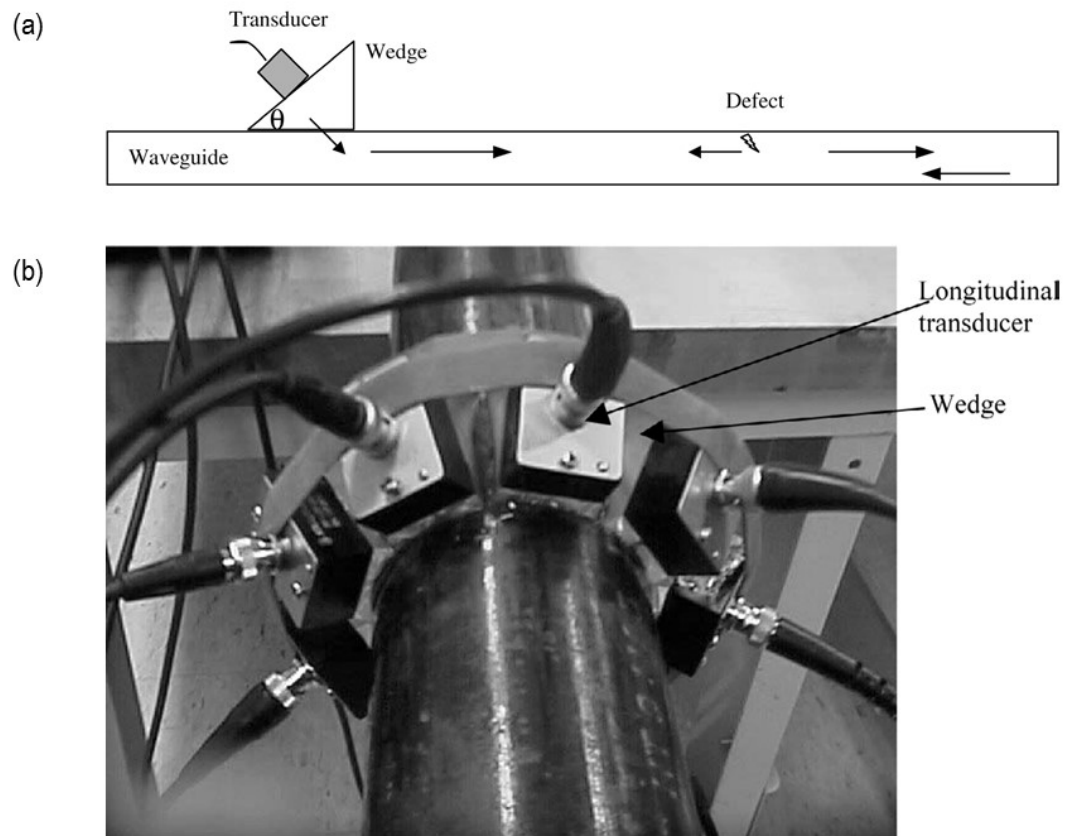 (a)
Transducer
Wedge
θ
Defect
Waveguide
(b)
Longitudinal
transducer
Wedge